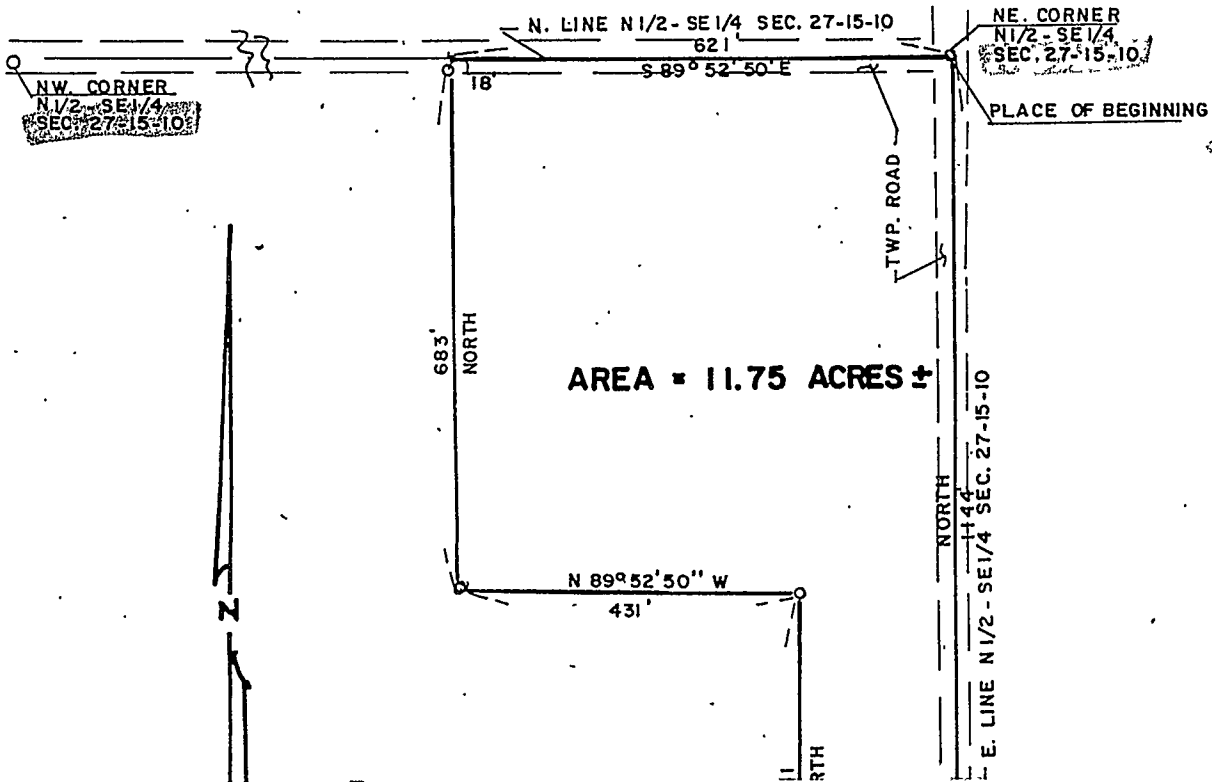 N. LINE N1/2-SE1/4 SEC. 27-15-10
621
S 89° 52' 50" E
18'
NW. CORNER
N1/2-SE1/4
SEC. 27-15-10
NE. CORNER
N1/2-SE1/4
SEC. 27-15-10
PLACE OF BEGINNING
TWP. ROAD
683'
NORTH
AREA = 11.75 ACRES ±
NORTH
1144'
E. LINE N1/2-SE1/4 SEC. 27-15-10
N 89° 52' 50" W
431'
N